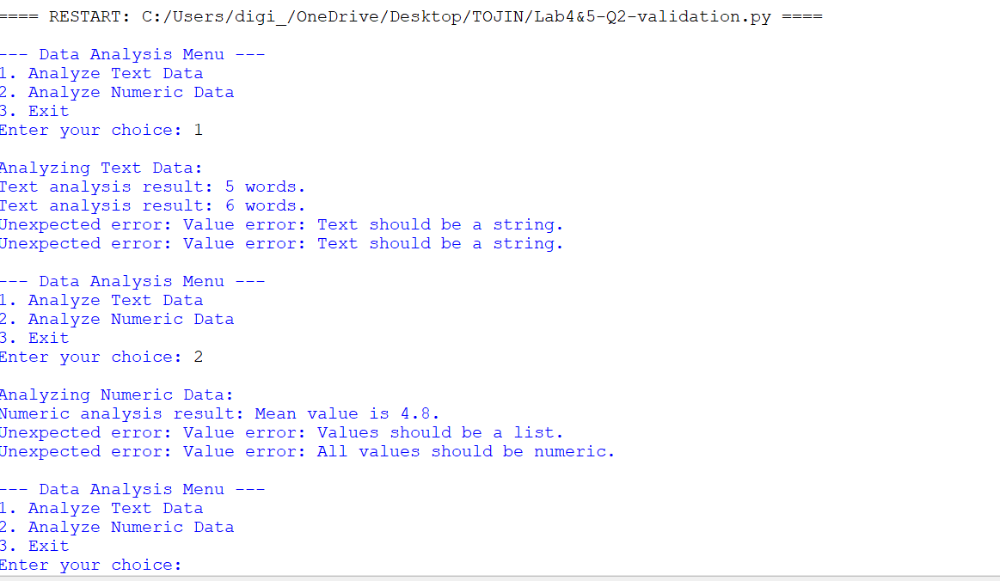 ==== RESTART: C:/Users/digi_/OneDrive/Desktop/TOJIN/Lab4&5-Q2-validation.py ====
--- Data Analysis Menu ---
1. Analyze Text Data
2. Analyze Numeric Data
3. Exit
Enter your choice: 1
Analyzing Text Data:
Text analysis result: 5 words.
Text analysis result: 6 words.
Unexpected error: Value error: Text should be a string.
Unexpected error: Value error: Text should be a string.
--- Data Analysis Menu ---
1. Analyze Text Data
2. Analyze Numeric Data
3. Exit
Enter your choice: 2
Analyzing Numeric Data:
Numeric analysis result: Mean value is 4.8.
Unexpected error: Value error: Values should be a list.
Unexpected error: Value error: All values should be numeric.
--- Data Analysis Menu ---
1. Analyze Text Data
2. Analyze Numeric Data
3. Exit
Enter your choice: